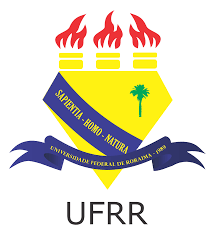 SAPIENTIA - HOMO - NATURA
UNIVERSIDADE FEDERAL DE RORAIMA - 1989
UFRR